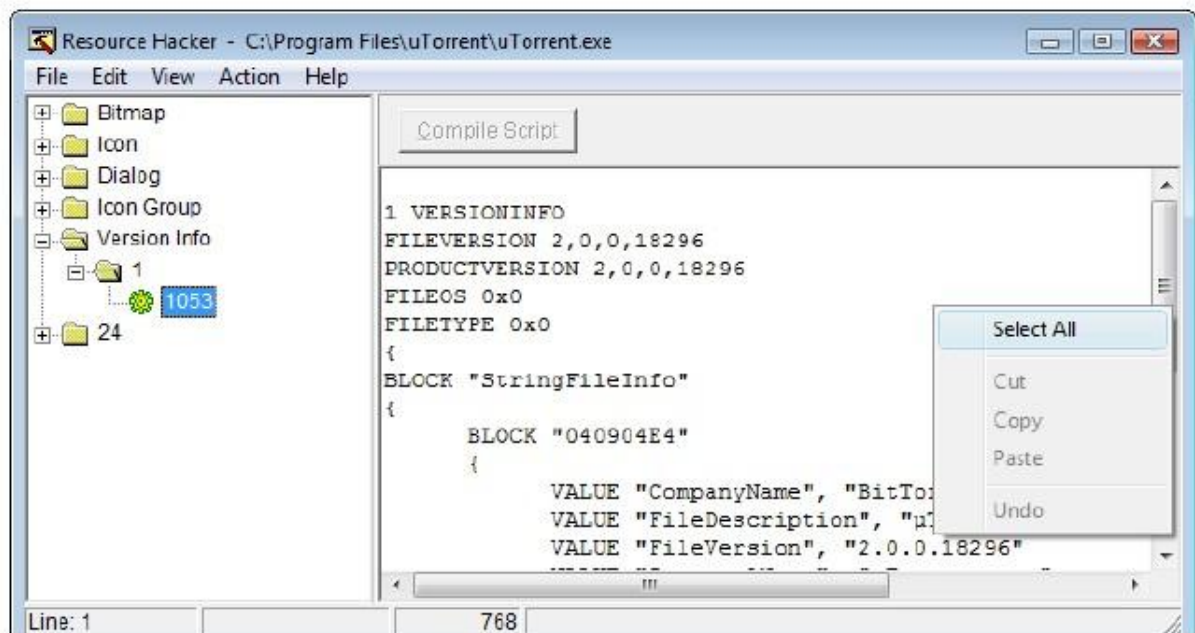 Resource Hacker - C:\Program Files\uTorrent\uTorrent.exe
File Edit View Action Help
Bitmap
Icon
Dialog
Icon Group
Version Info
1
1053
24
Compile Script
1 VERSIONINFO
FILEVERSION 2,0,0,18296
PRODUCTVERSION 2,0,0,18296
FILEOS 0x0
FILETYPE 0x0
{
BLOCK "StringFileInfo"
{
BLOCK "040904E4"
{
VALUE "CompanyName", "BitTor
VALUE "FileDescription", "µT
VALUE "FileVersion", "2.0.0.18296"
Select All
Cut
Copy
Paste
Undo
Line: 1
768